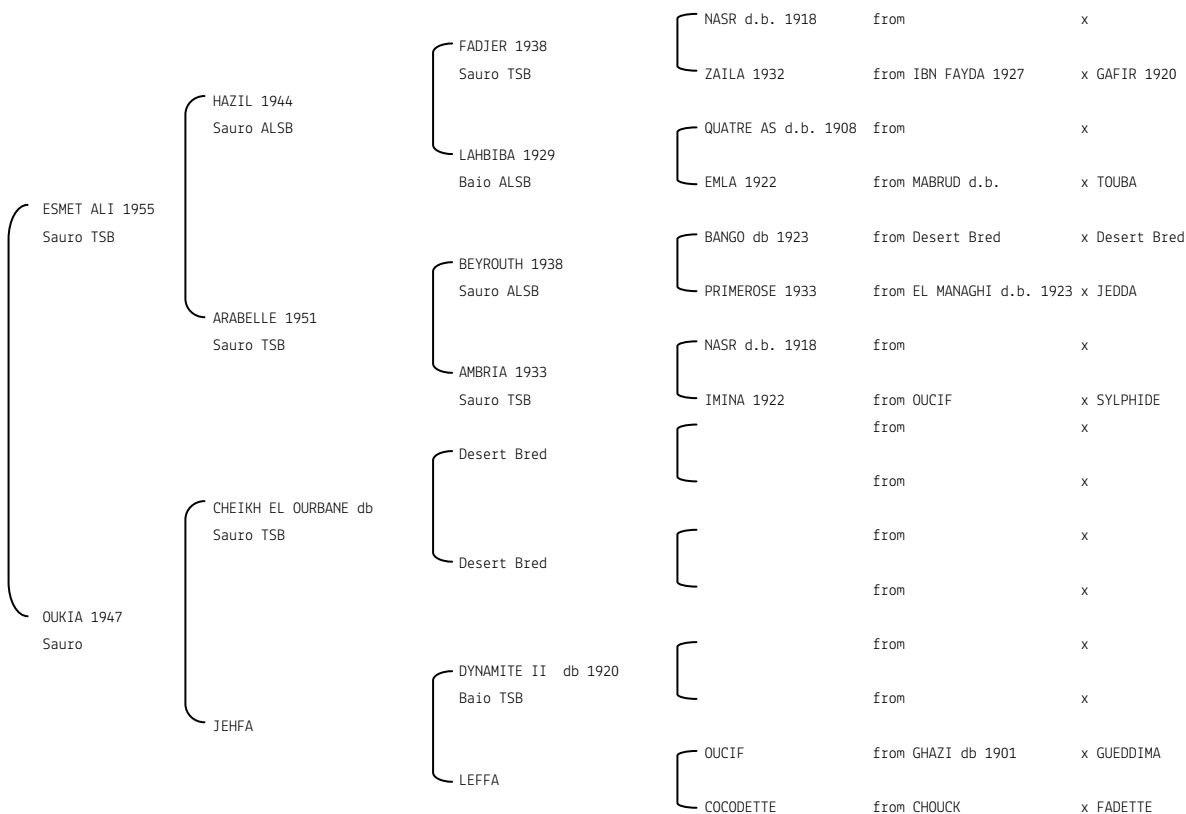 NASR d.b. 1918 from x
FADJER 1938
Sauro TSB
ZAILA 1932 from IBN FAYDA 1927 x GAFIR 1920
HAZIL 1944
Sauro ALSB
QUATRE AS d.b. 1908 from x
LAHBIBA 1929
Baio ALSB
EMLA 1922 from MABRUD d.b. x TOUBA
ESMET ALI 1955
Sauro TSB
BANGO db 1923 from Desert Bred x Desert Bred
BEYROUTH 1938
Sauro ALSB
PRIMEROSE 1933 from EL MANAGHI d.b. 1923 x JEDDA
ARABELLE 1951
Sauro TSB
NASR d.b. 1918 from x
AMBRIA 1933
Sauro TSB
IMINA 1922 from OUCIF x SYLPHIDE
from x
Desert Bred
from x
CHEIKH EL OURBANE db
Sauro TSB
from x
Desert Bred
from x
OUKIA 1947
Sauro
from x
DYNAMITE II db 1920
Baio TSB
from x
JEHFA
OUCIF from GHAZI db 1901 x GUEDDIMA
LEFFA
COCODETTE from CHOUCK x FADETTE